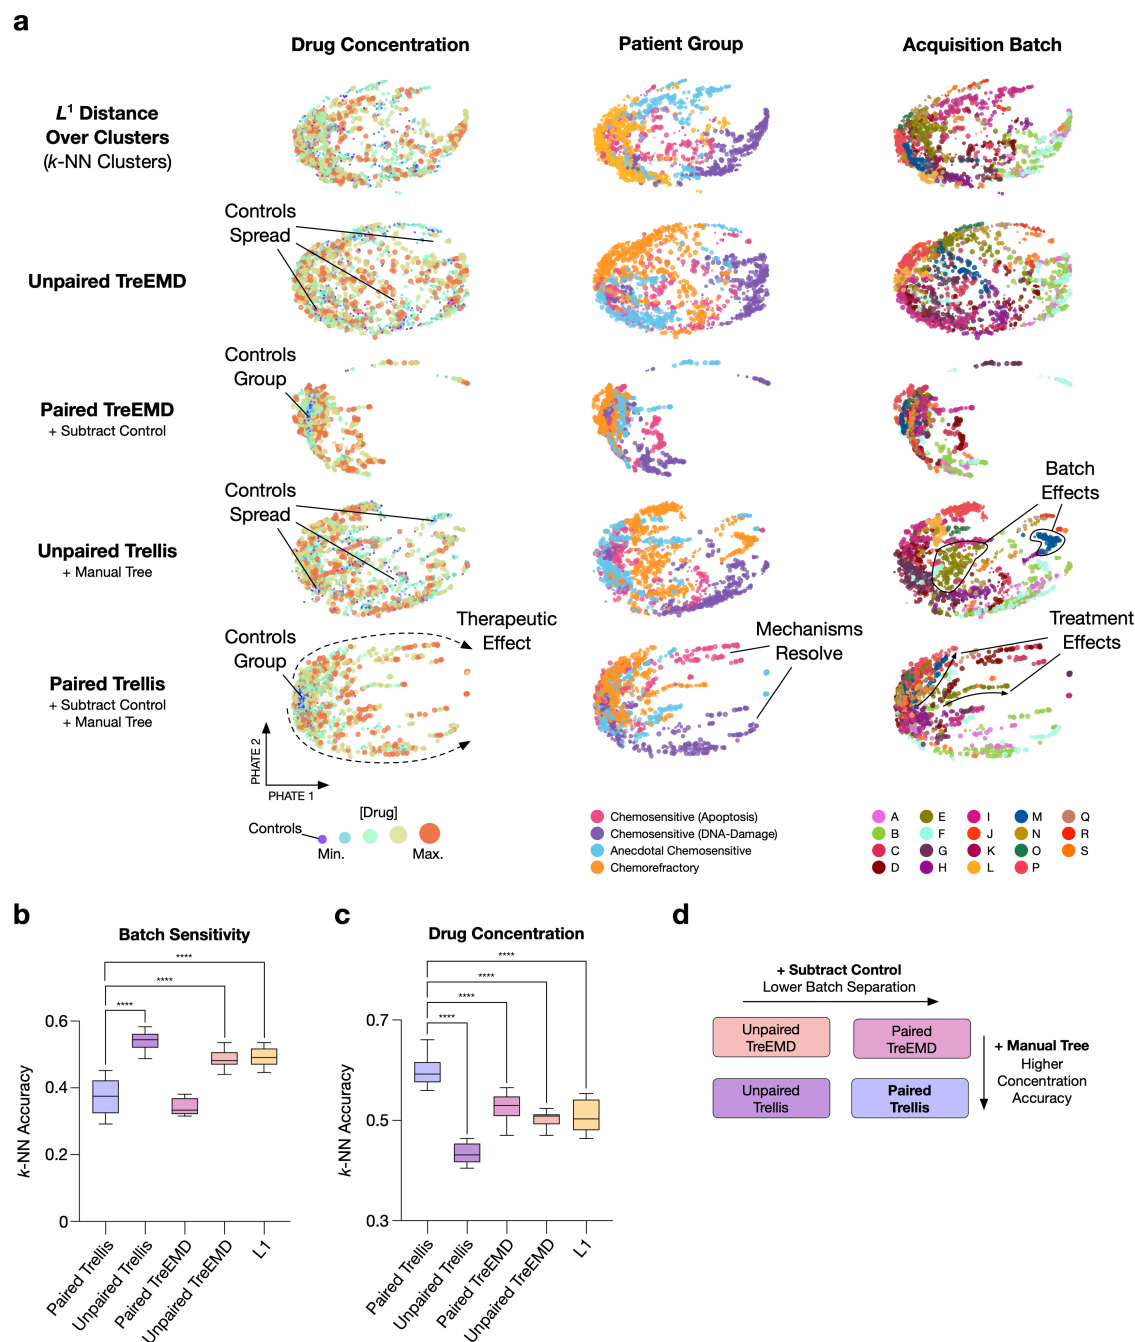 a
Drug Concentration
Patient Group
Acquisition Batch
L¹ Distance
Over Clusters
(k-NN Clusters)
Controls
Spread
Unpaired TreEMD
Controls
Group
Paired TreEMD
+ Subtract Control
Batch
Effects
Controls
Spread
Unpaired Trellis
+ Manual Tree
Therapeutic
Effect
Controls
Group
Mechanisms
Resolve
Treatment
Effects
Paired Trellis
+ Subtract Control
+ Manual Tree
PHATE 2
PHATE 1
[Drug]
Controls
Min.
Max.
Chemosensitive (Apoptosis)
Chemosensitive (DNA-Damage)
Anecdotal Chemosensitive
Chemorefractory
A E I M Q
B F J N R
C G K O S
D H L P
b
Batch Sensitivity
****
****
****
0.6
0.4
0.2
0
k-NN Accuracy
Paired Trellis
Unpaired Trellis
Paired TreEMD
Unpaired TreEMD
L1
c
Drug Concentration
****
****
****
****
0.7
0.5
0.3
k-NN Accuracy
Paired Trellis
Unpaired Trellis
Paired TreEMD
Unpaired TreEMD
L1
d
+ Subtract Control
Lower Batch Separation
Unpaired
TreEMD
Paired
TreEMD
Unpaired
Trellis
Paired
Trellis
+ Manual Tree
Higher
Concentration
Accuracy